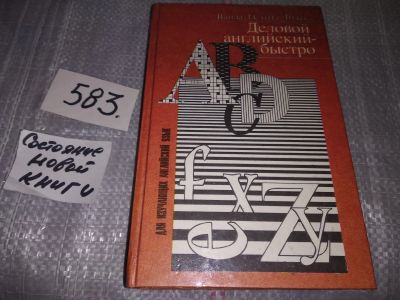 Деловой
английский-
быстро
A B C D E
f e x z y
ДЛЯ ИЗУЧАЮЩИХ АНГЛИЙСКИЙ ЯЗЫК
583.
Состояние
новой
книги